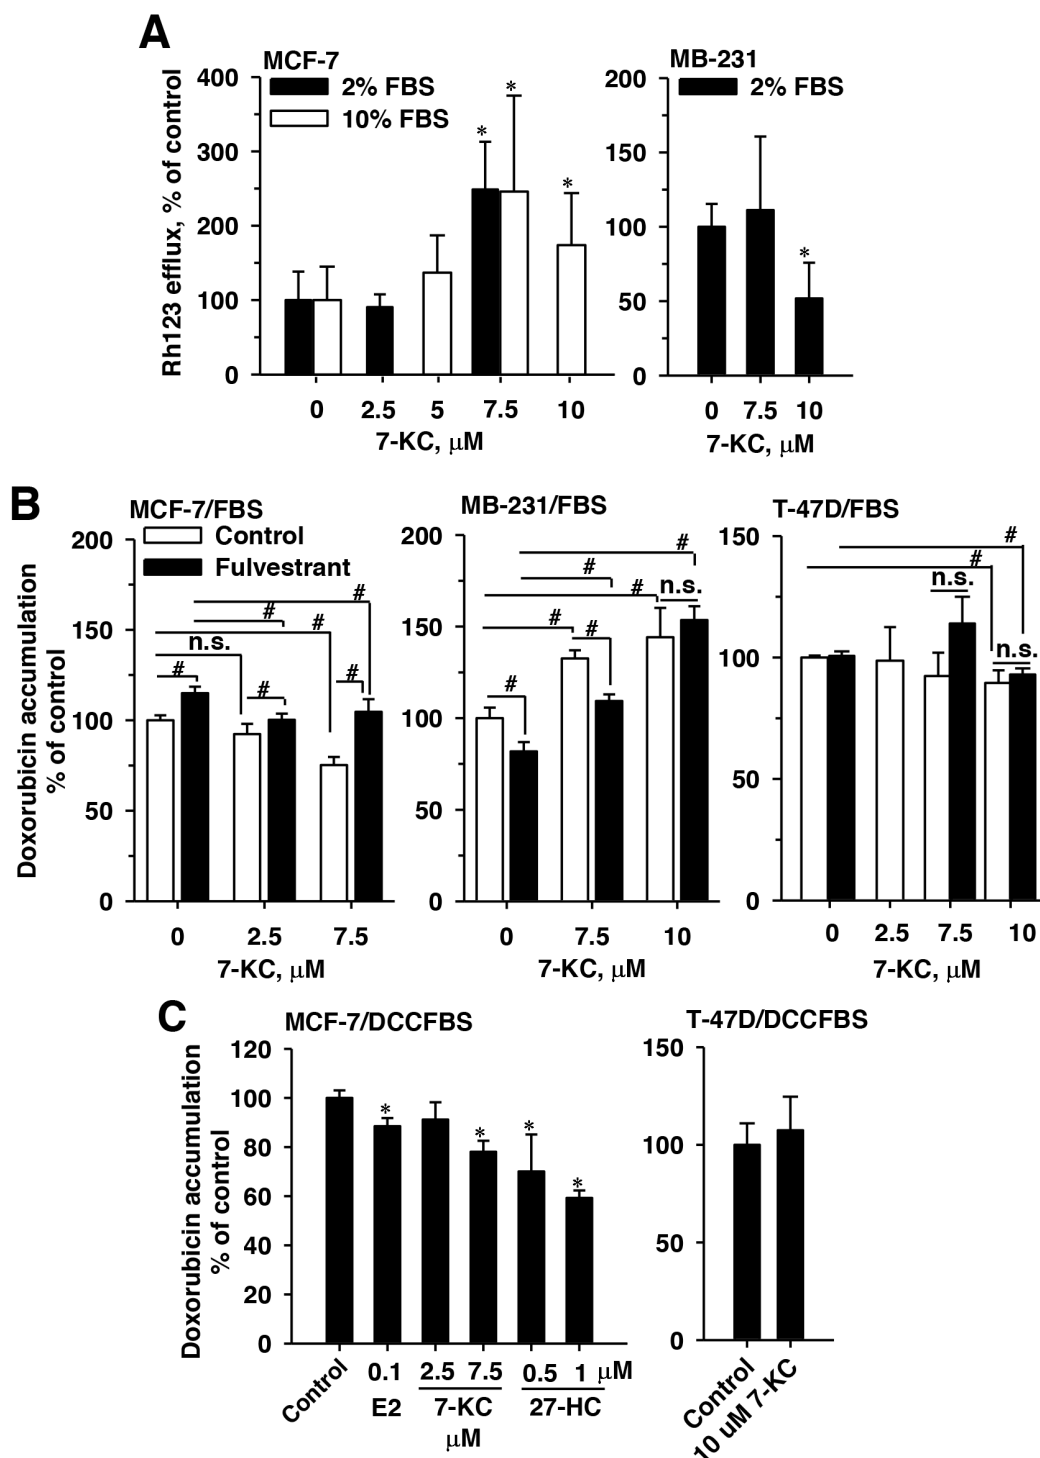 A
MCF-7
2% FBS
10% FBS
Rh123 efflux, % of control
400
300
200
100
0
* * *
0 2.5 5 7.5 10
7-KC, μM
MB-231
2% FBS
200
150
100
50
0
*
0 7.5 10
7-KC, μM
B
MCF-7/FBS
Control
Fulvestrant
Doxorubicin accumulation
% of control
200
150
100
50
0
#
#
#
n.s.
# # #
0 2.5 7.5
7-KC, μM
MB-231/FBS
200
150
100
50
0
#
#
# n.s.
# #
#
0 7.5 10
7-KC, μM
T-47D/FBS
150
100
50
0
#
#
n.s.
n.s.
0 2.5 7.5 10
7-KC, μM
C
MCF-7/DCCFBS
Doxorubicin accumulation
% of control
120
100
80
60
40
20
0
* * * *
Control
0.1 2.5 7.5 0.5 1 μM
E2 7-KC 27-HC
μM
T-47D/DCCFBS
150
100
50
0
Control
10 uM 7-KC